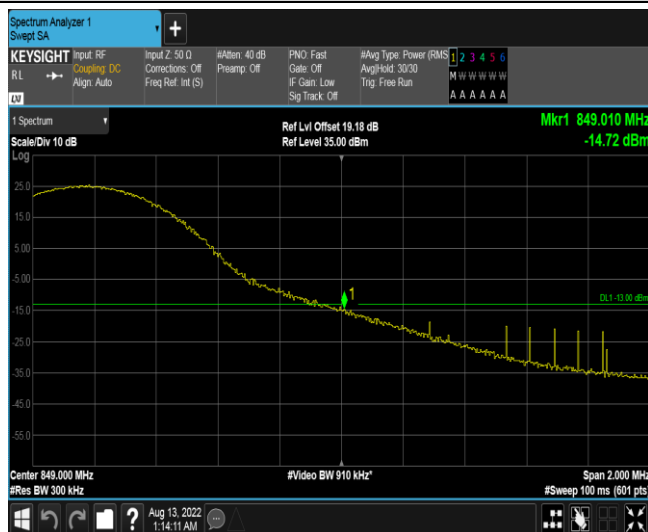 Spectrum Analyzer 1
Swept SA
+
KEYSIGHT
RL
LXI
Input: RF
Coupling: DC
Align: Auto
Input Z: 50 Ω
Corrections: Off
Freq Ref: Int (S)
#Atten: 40 dB
Preamp: Off
PNO: Fast
Gate: Off
IF Gain: Low
Sig Track: Off
#Avg Type: Power (RMS
Avg|Hold: 30/30
Trig: Free Run
1 2 3 4 5 6
M W W W W W
A A A A A A
1 Spectrum
Scale/Div 10 dB
Log
Ref Lvl Offset 19.18 dB
Ref Level 35.00 dBm
Mkr1 849.010 MHz
-14.72 dBm
25.0
15.0
5.00
-5.00
-15.0
-25.0
-35.0
-45.0
-55.0
1
DL1 -13.00 dBm
Center 849.000 MHz
#Res BW 300 kHz
#Video BW 910 kHz*
Span 2.000 MHz
#Sweep 100 ms (601 pts)
?
Aug 13, 2022
1:14:11 AM